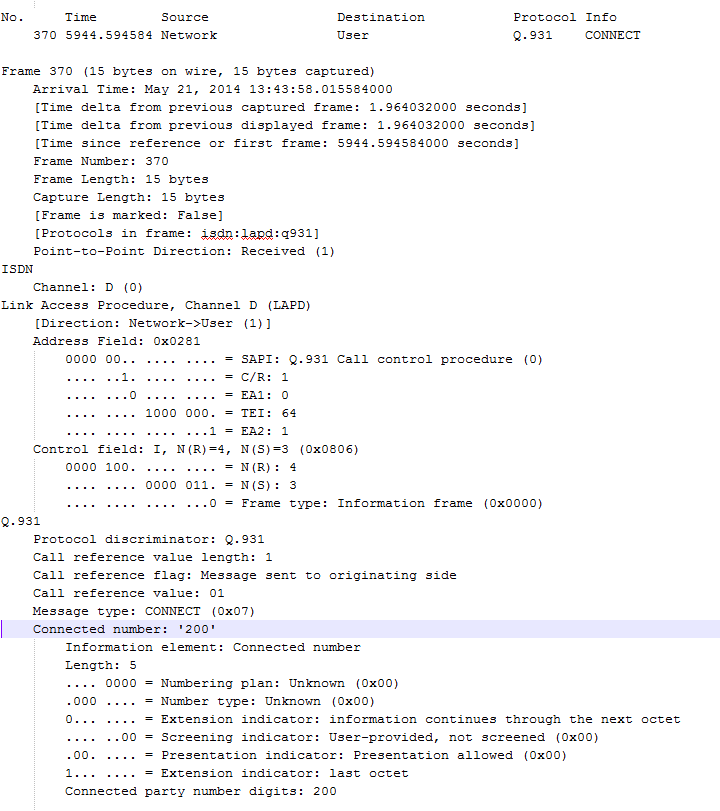 No. Time Source Destination Protocol Info
370 5944.594584 Network User Q.931 CONNECT
Frame 370 (15 bytes on wire, 15 bytes captured)
Arrival Time: May 21, 2014 13:43:58.015584000
[Time delta from previous captured frame: 1.964032000 seconds]
[Time delta from previous displayed frame: 1.964032000 seconds]
[Time since reference or first frame: 5944.594584000 seconds]
Frame Number: 370
Frame Length: 15 bytes
Capture Length: 15 bytes
[Frame is marked: False]
[Protocols in frame: isdn:lapd:q931]
Point-to-Point Direction: Received (1)
ISDN
Channel: D (0)
Link Access Procedure, Channel D (LAPD)
[Direction: Network->User (1)]
Address Field: 0x0281
0000 00.. .... .... = SAPI: Q.931 Call control procedure (0)
.... ..1. .... .... = C/R: 1
.... ...0 .... .... = EA1: 0
.... .... 1000 000. = TEI: 64
.... .... .... ...1 = EA2: 1
Control field: I, N(R)=4, N(S)=3 (0x0806)
0000 100. .... .... = N(R): 4
.... .... 0000 011. = N(S): 3
.... .... .... ...0 = Frame type: Information frame (0x0000)
Q.931
Protocol discriminator: Q.931
Call reference value length: 1
Call reference flag: Message sent to originating side
Call reference value: 01
Message type: CONNECT (0x07)
Connected number: '200'
Information element: Connected number
Length: 5
.... 0000 = Numbering plan: Unknown (0x00)
.000 .... = Number type: Unknown (0x00)
0... .... = Extension indicator: information continues through the next octet
.... ..00 = Screening indicator: User-provided, not screened (0x00)
.00. .... = Presentation indicator: Presentation allowed (0x00)
1... .... = Extension indicator: last octet
Connected party number digits: 200